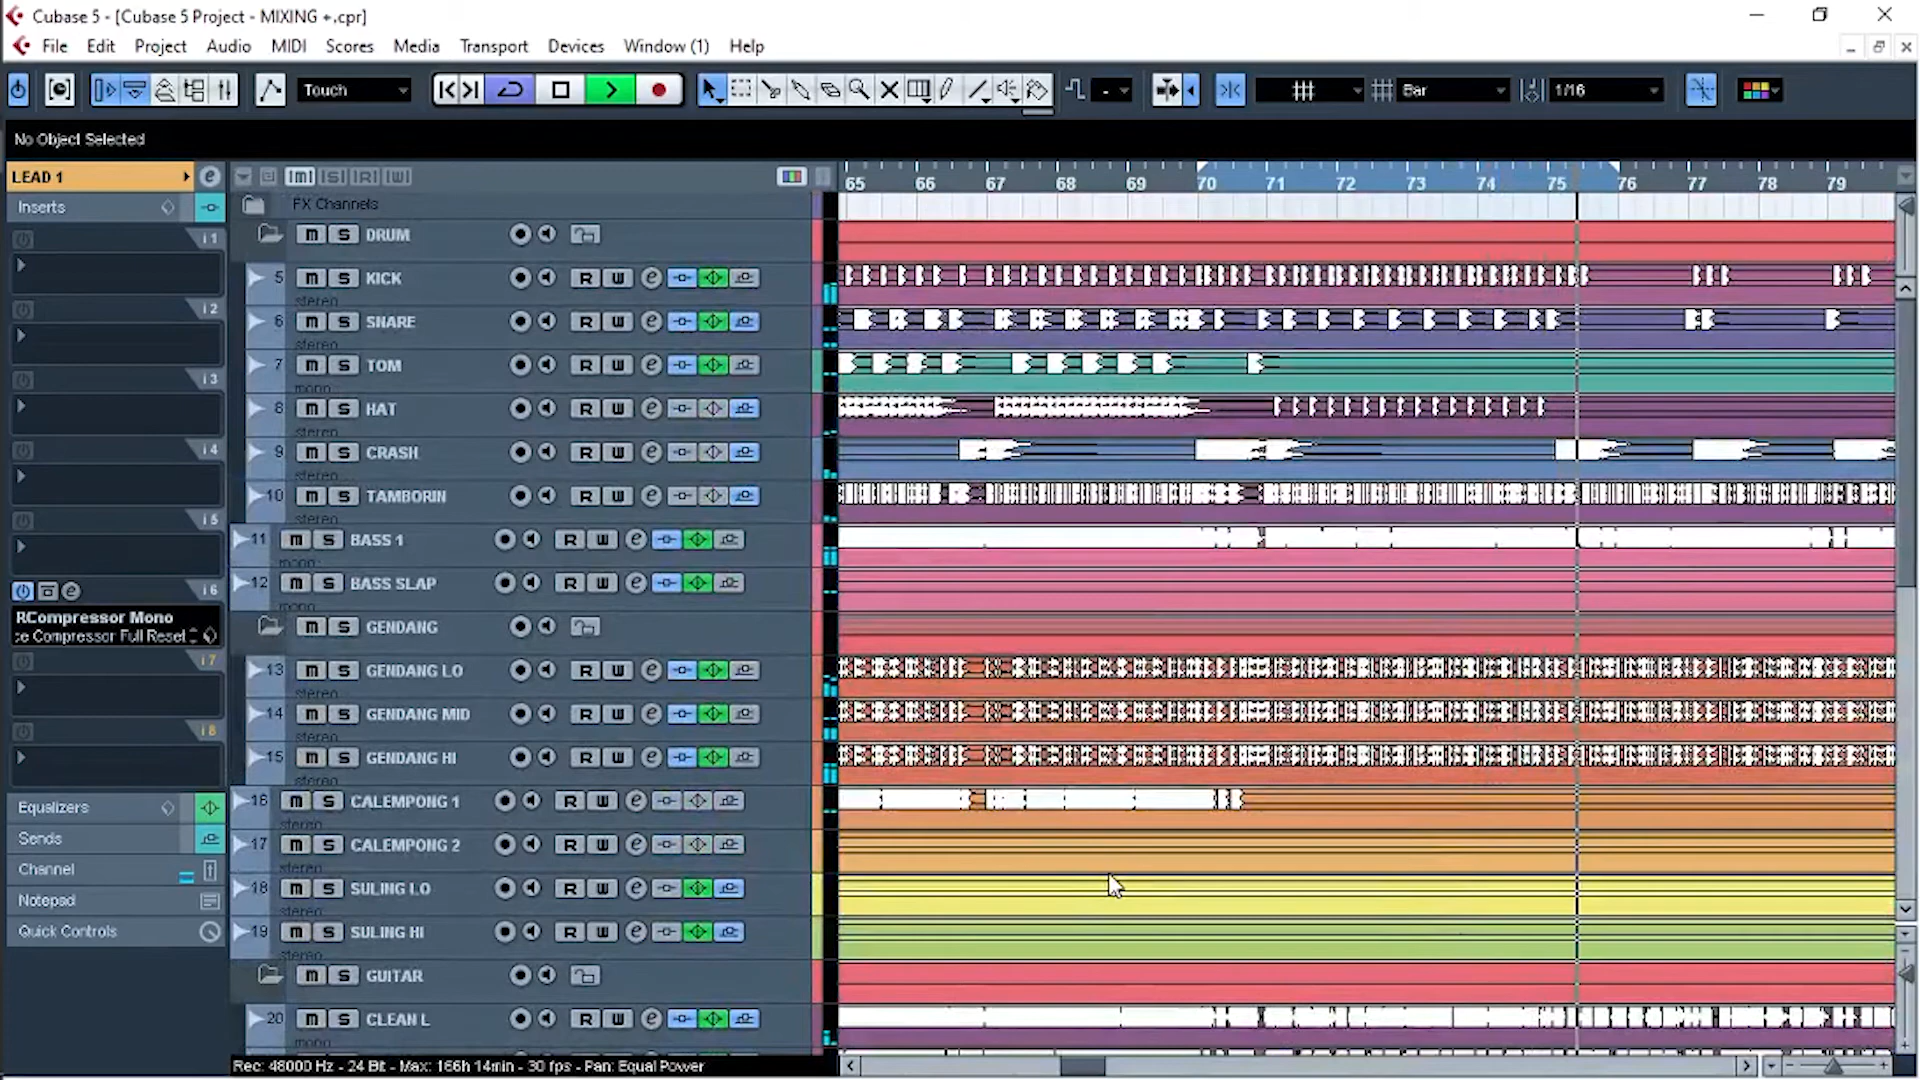 Cubase 5 - [Cubase 5 Project - MIXING +.cpr]
File Edit Project Audio MIDI Scores Media Transport Devices Window (1) Help
Touch - Bar 1/16
No Object Selected
LEAD 1
Inserts
i1
i2
i3
i4
i5
i6
RCompressor Mono
ce Compressor Full Reset
i7
i8
Equalizers
Sends
Channel
Notepad
Quick Controls
m S R W
65 66 67 68 69 70 71 72 73 74 75 76 77 78 79
FX Channels
m S DRUM
5 m S KICK R W e
stereo
6 m S SNARE R W e
stereo
7 m S TOM R W e
mono
8 m S HAT R W e
stereo
9 m S CRASH R W e
stereo
10 m S TAMBORIN R W e
stereo
11 m S BASS 1 R W e
mono
12 m S BASS SLAP R W e
mono
m S GENDANG
13 m S GENDANG LO R W e
stereo
14 m S GENDANG MID R W e
stereo
15 m S GENDANG HI R W e
stereo
16 m S CALEMPONG 1 R W e
stereo
17 m S CALEMPONG 2 R W e
stereo
18 m S SULING LO R W e
stereo
19 m S SULING HI R W e
stereo
m S GUITAR
20 m S CLEAN L R W e
mono
Rec: 48000 Hz - 24 Bit - Max: 166h 14min - 30 fps - Pan: Equal Power